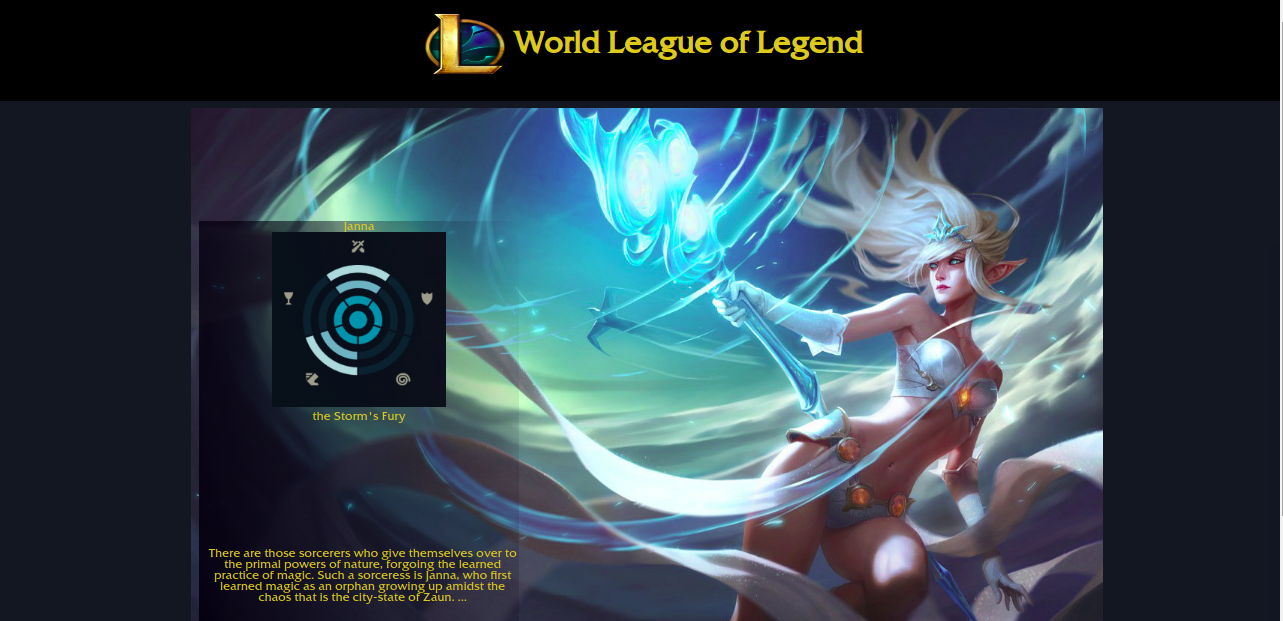 World League of Legend
Janna
the Storm's Fury
There are those sorcerers who give themselves over to
the primal powers of nature, forgoing the learned
practice of magic. Such a sorceress is Janna, who first
learned magic as an orphan growing up amidst the
chaos that is the city-state of Zaun. ...